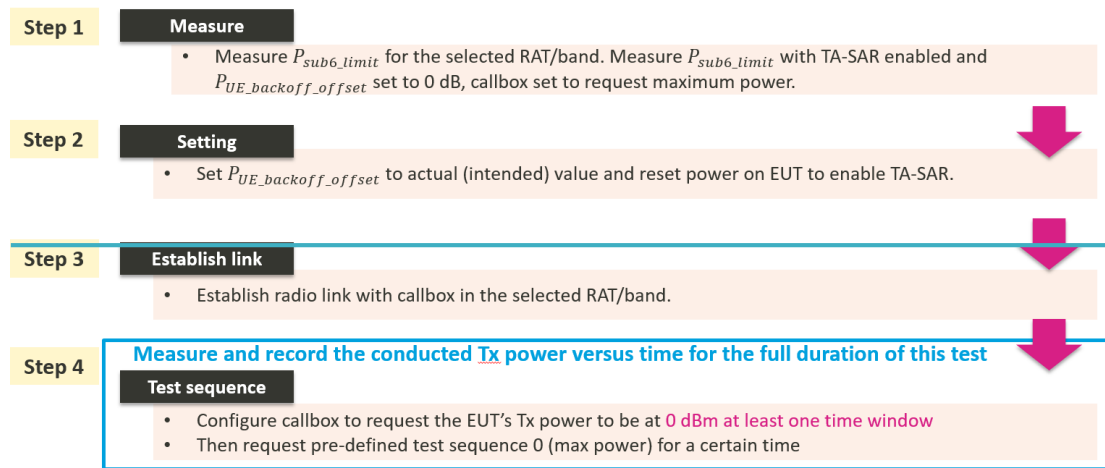 Step 1
Measure
• Measure P_sub6_limit for the selected RAT/band. Measure P_sub6_limit with TA-SAR enabled and
P_UE_backoff_offset set to 0 dB, callbox set to request maximum power.
Step 2
Setting
• Set P_UE_backoff_offset to actual (intended) value and reset power on EUT to enable TA-SAR.
Step 3
Establish link
• Establish radio link with callbox in the selected RAT/band.
Step 4
Measure and record the conducted Tx power versus time for the full duration of this test
Test sequence
• Configure callbox to request the EUT’s Tx power to be at 0 dBm at least one time window
• Then request pre-defined test sequence 0 (max power) for a certain time